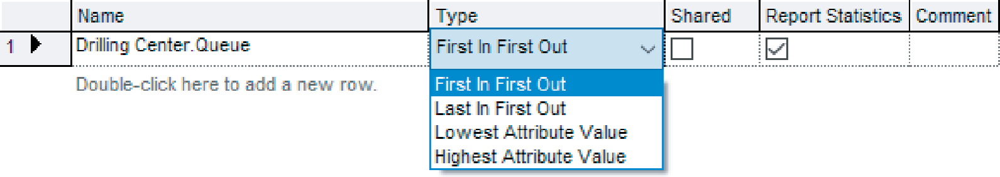 Name Type Shared Report Statistics Comment
1 Drilling Center.Queue First In First Out
Double-click here to add a new row.
First In First Out
Last In First Out
Lowest Attribute Value
Highest Attribute Value